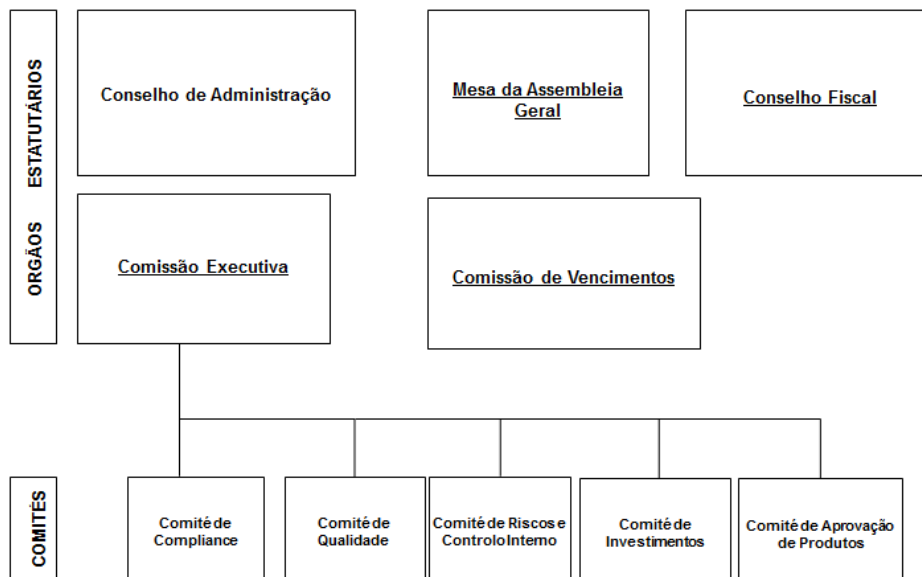 ORGÃOS ESTATUTÁRIOS
Conselho de Administração
Mesa da Assembleia
Geral
Conselho Fiscal
Comissão Executiva
Comissão de Vencimentos
COMITÉS
Comité de
Compliance
Comité de
Qualidade
Comité de Riscos e
Controlo Interno
Comité de
Investimentos
Comité de Aprovação
de Produtos